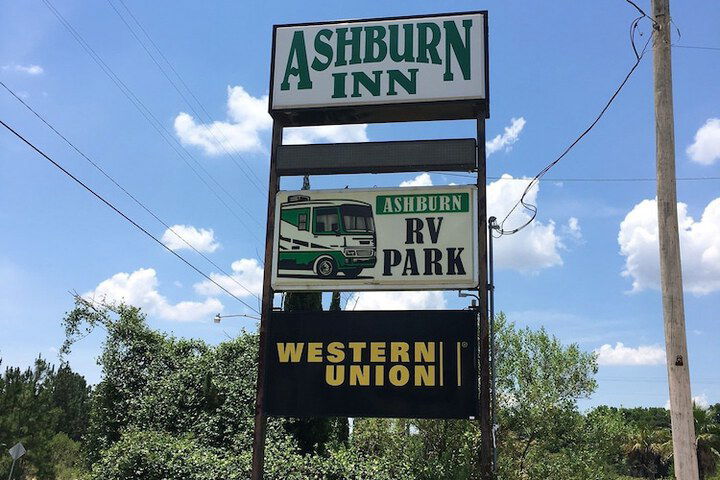 ASHBURN
INN
ASHBURN
RV
PARK
WESTERN
UNION